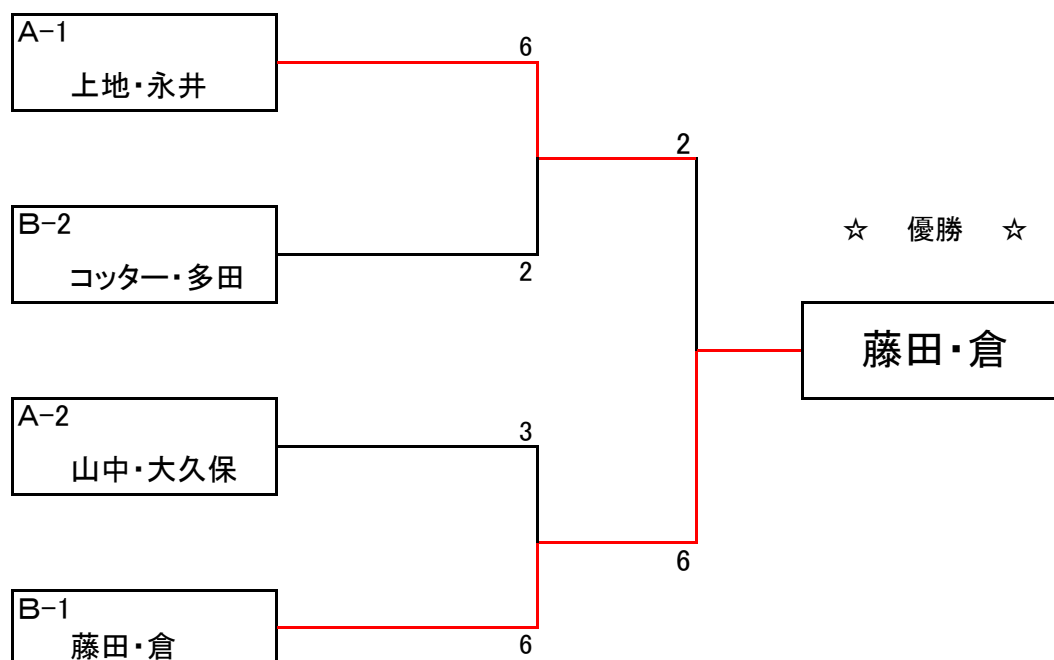 A-1
上地・永井
6
2
B-2
コッター・多田
2
☆ 優勝 ☆
藤田・倉
A-2
山中・大久保
3
6
B-1
藤田・倉
6